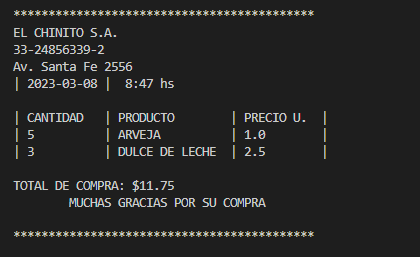 *******************************************
EL CHINITO S.A.
33-24856339-2
Av. Santa Fe 2556
| 2023-03-08 |  8:47 hs
| CANTIDAD   | PRODUCTO        | PRECIO U.  |
| 5          | ARVEJA          | 1.0        |
| 3          | DULCE DE LECHE  | 2.5        |
TOTAL DE COMPRA: $11.75
        MUCHAS GRACIAS POR SU COMPRA
*******************************************